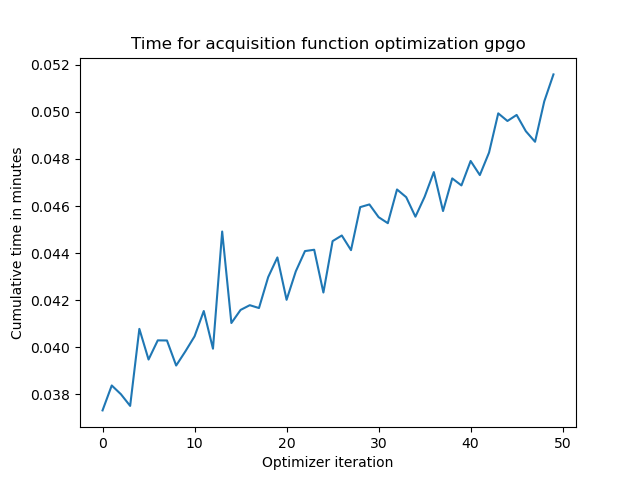 Time for acquisition function optimization gpgo
0.052
0.050
0.048
0.046
0.044
0.042
0.040
0.038
Cumulative time in minutes
0 10 20 30 40 50
Optimizer iteration